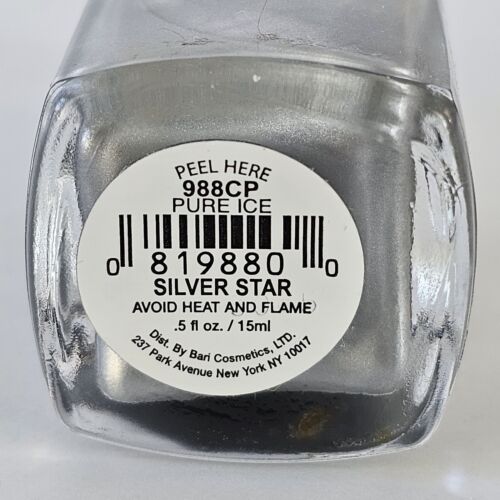 PEEL HERE
988CP
PURE ICE
0 819880 0
SILVER STAR
AVOID HEAT AND FLAME
.5 fl oz. / 15ml
Dist. By Bari Cosmetics, LTD.
237 Park Avenue New York NY 10017